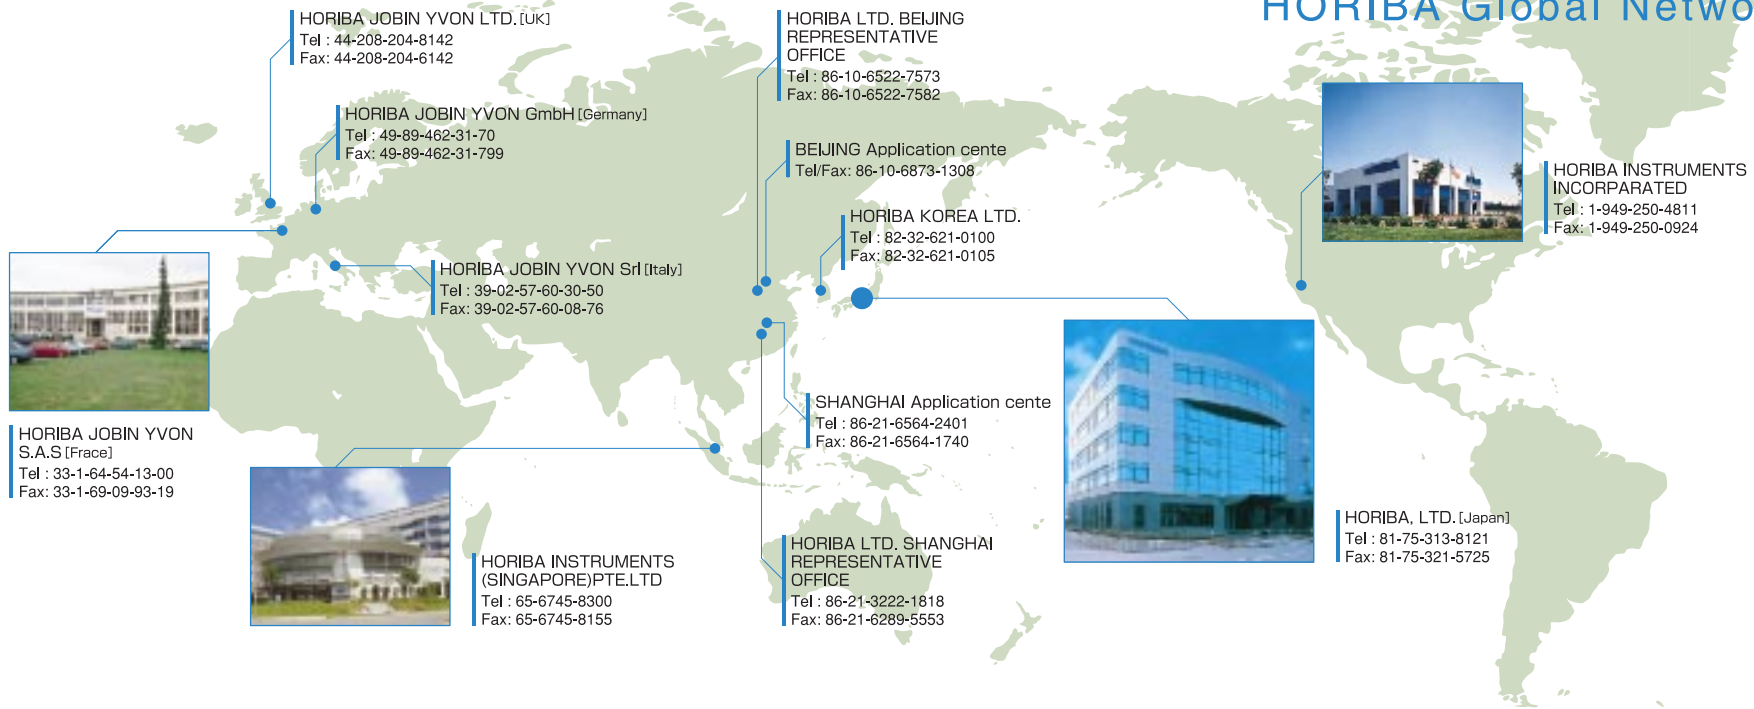 HORIBA Global Netwo
HORIBA JOBIN YVON LTD. [UK]
Tel : 44-208-204-8142
Fax: 44-208-204-6142
HORIBA LTD. BEIJING
REPRESENTATIVE
OFFICE
Tel : 86-10-6522-7573
Fax: 86-10-6522-7582
HORIBA JOBIN YVON GmbH [Germany]
Tel : 49-89-462-31-70
Fax: 49-89-462-31-799
BEIJING Application cente
Tel/Fax: 86-10-6873-1308
HORIBA INSTRUMENTS
INCORPARATED
Tel : 1-949-250-4811
Fax: 1-949-250-0924
HORIBA KOREA LTD.
Tel : 82-32-621-0100
Fax: 82-32-621-0105
HORIBA JOBIN YVON Srl [Italy]
Tel : 39-02-57-60-30-50
Fax: 39-02-57-60-08-76
SHANGHAI Application cente
Tel : 86-21-6564-2401
Fax: 86-21-6564-1740
HORIBA JOBIN YVON
S.A.S [Frace]
Tel : 33-1-64-54-13-00
Fax: 33-1-69-09-93-19
HORIBA, LTD. [Japan]
Tel : 81-75-313-8121
Fax: 81-75-321-5725
HORIBA LTD. SHANGHAI
REPRESENTATIVE
OFFICE
Tel : 86-21-3222-1818
Fax: 86-21-6289-5553
HORIBA INSTRUMENTS
(SINGAPORE)PTE.LTD
Tel : 65-6745-8300
Fax: 65-6745-8155